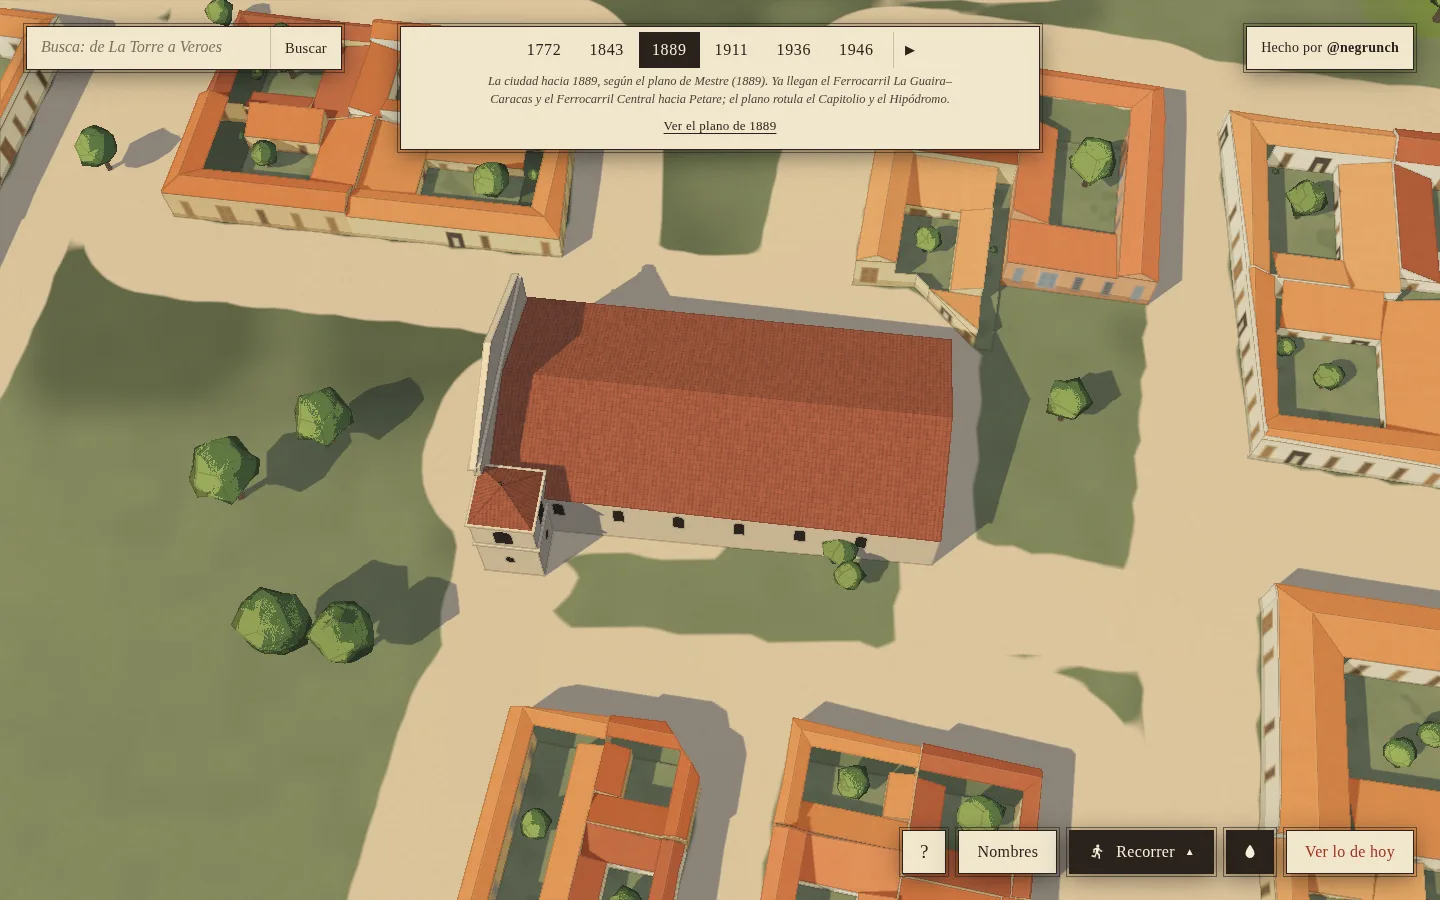 Busca: de La Torre a Veroes
Buscar
1772 1843 1889 1911 1936 1946
La ciudad hacia 1889, según el plano de Mestre (1889). Ya llegan el Ferrocarril La Guaira–
Caracas y el Ferrocarril Central hacia Petare; el plano rotula el Capitolio y el Hipódromo.
Ver el plano de 1889
Hecho por @negrunch
?
Nombres
Recorrer
Ver lo de hoy